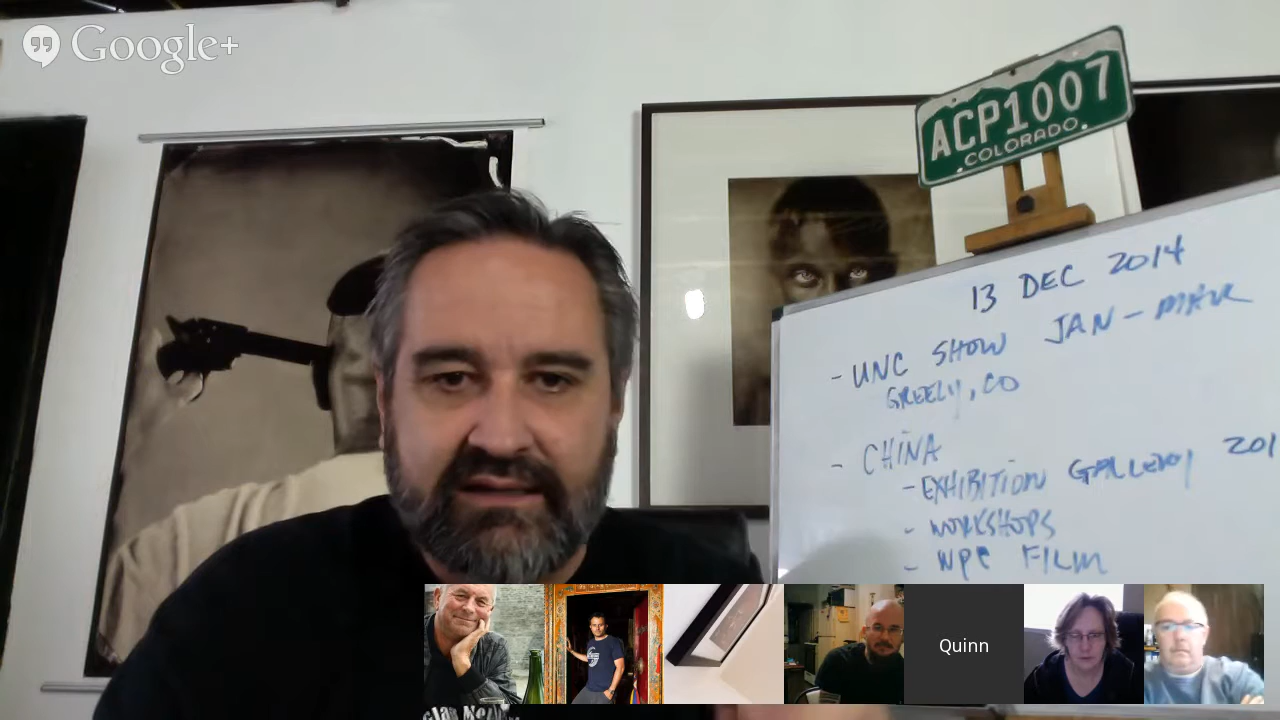 Google+
ACP1007
COLORADO
13 DEC 2014
- UNC SHOW JAN - MAR
GREELY, CO
- CHINA
- EXHIBITION GALLERY 201
- WORKSHOPS
- WPC FILM
Quinn